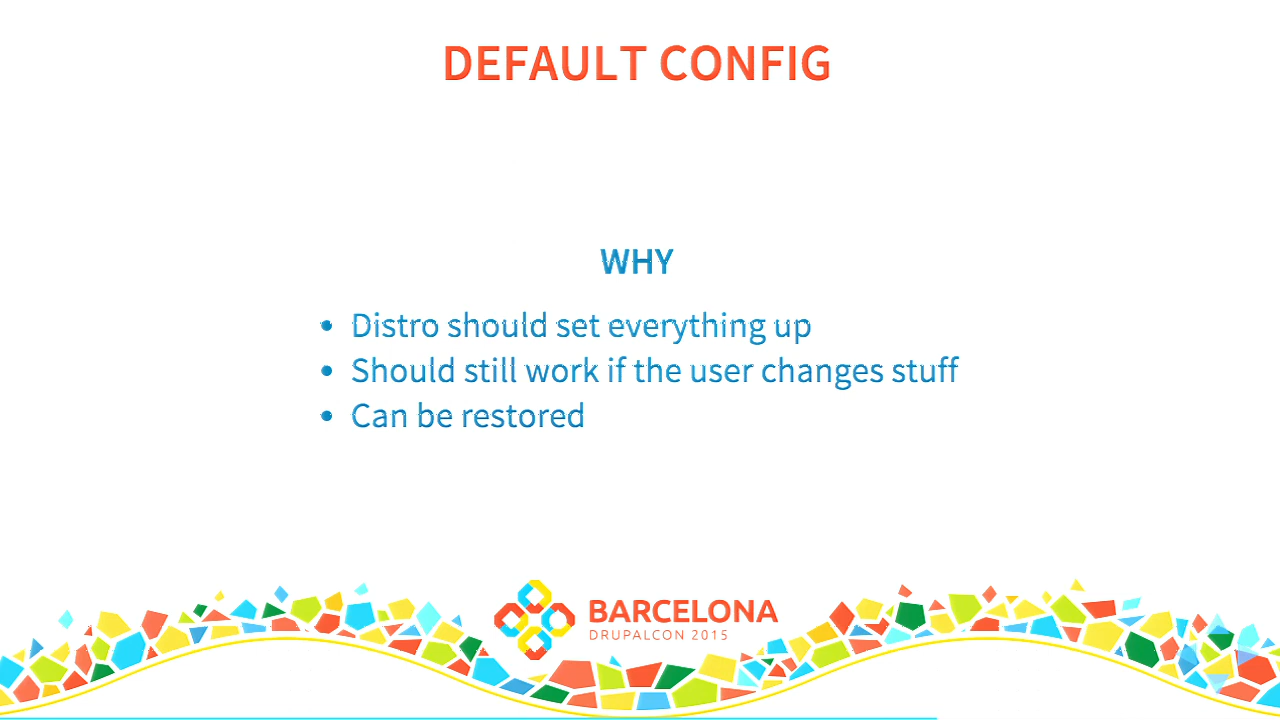 DEFAULT CONFIG
WHY
• Distro should set everything up
• Should still work if the user changes stuff
• Can be restored
BARCELONA
DRUPALCON 2015